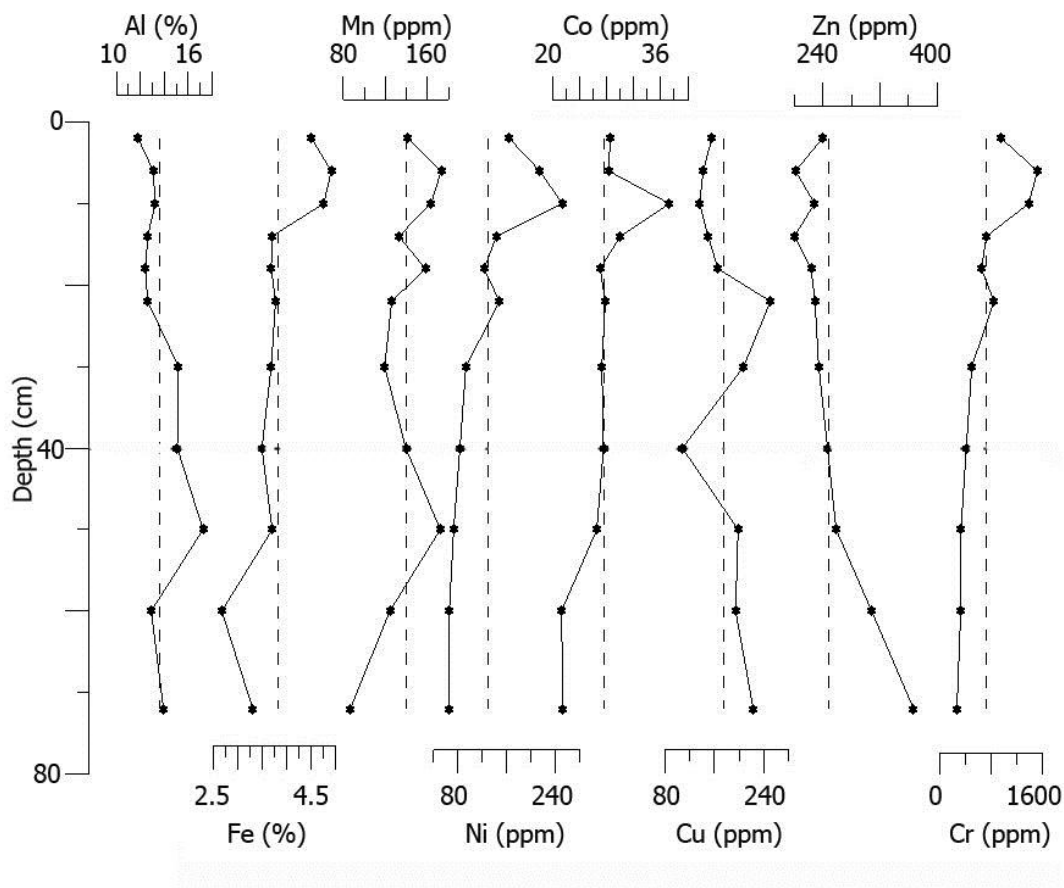 Al (%) Mn (ppm) Co (ppm) Zn (ppm)
10 16 80 160 20 36 240 400
0
Depth (cm)
40
80
2.5 4.5 80 240 80 240 0 1600
Fe (%) Ni (ppm) Cu (ppm) Cr (ppm)